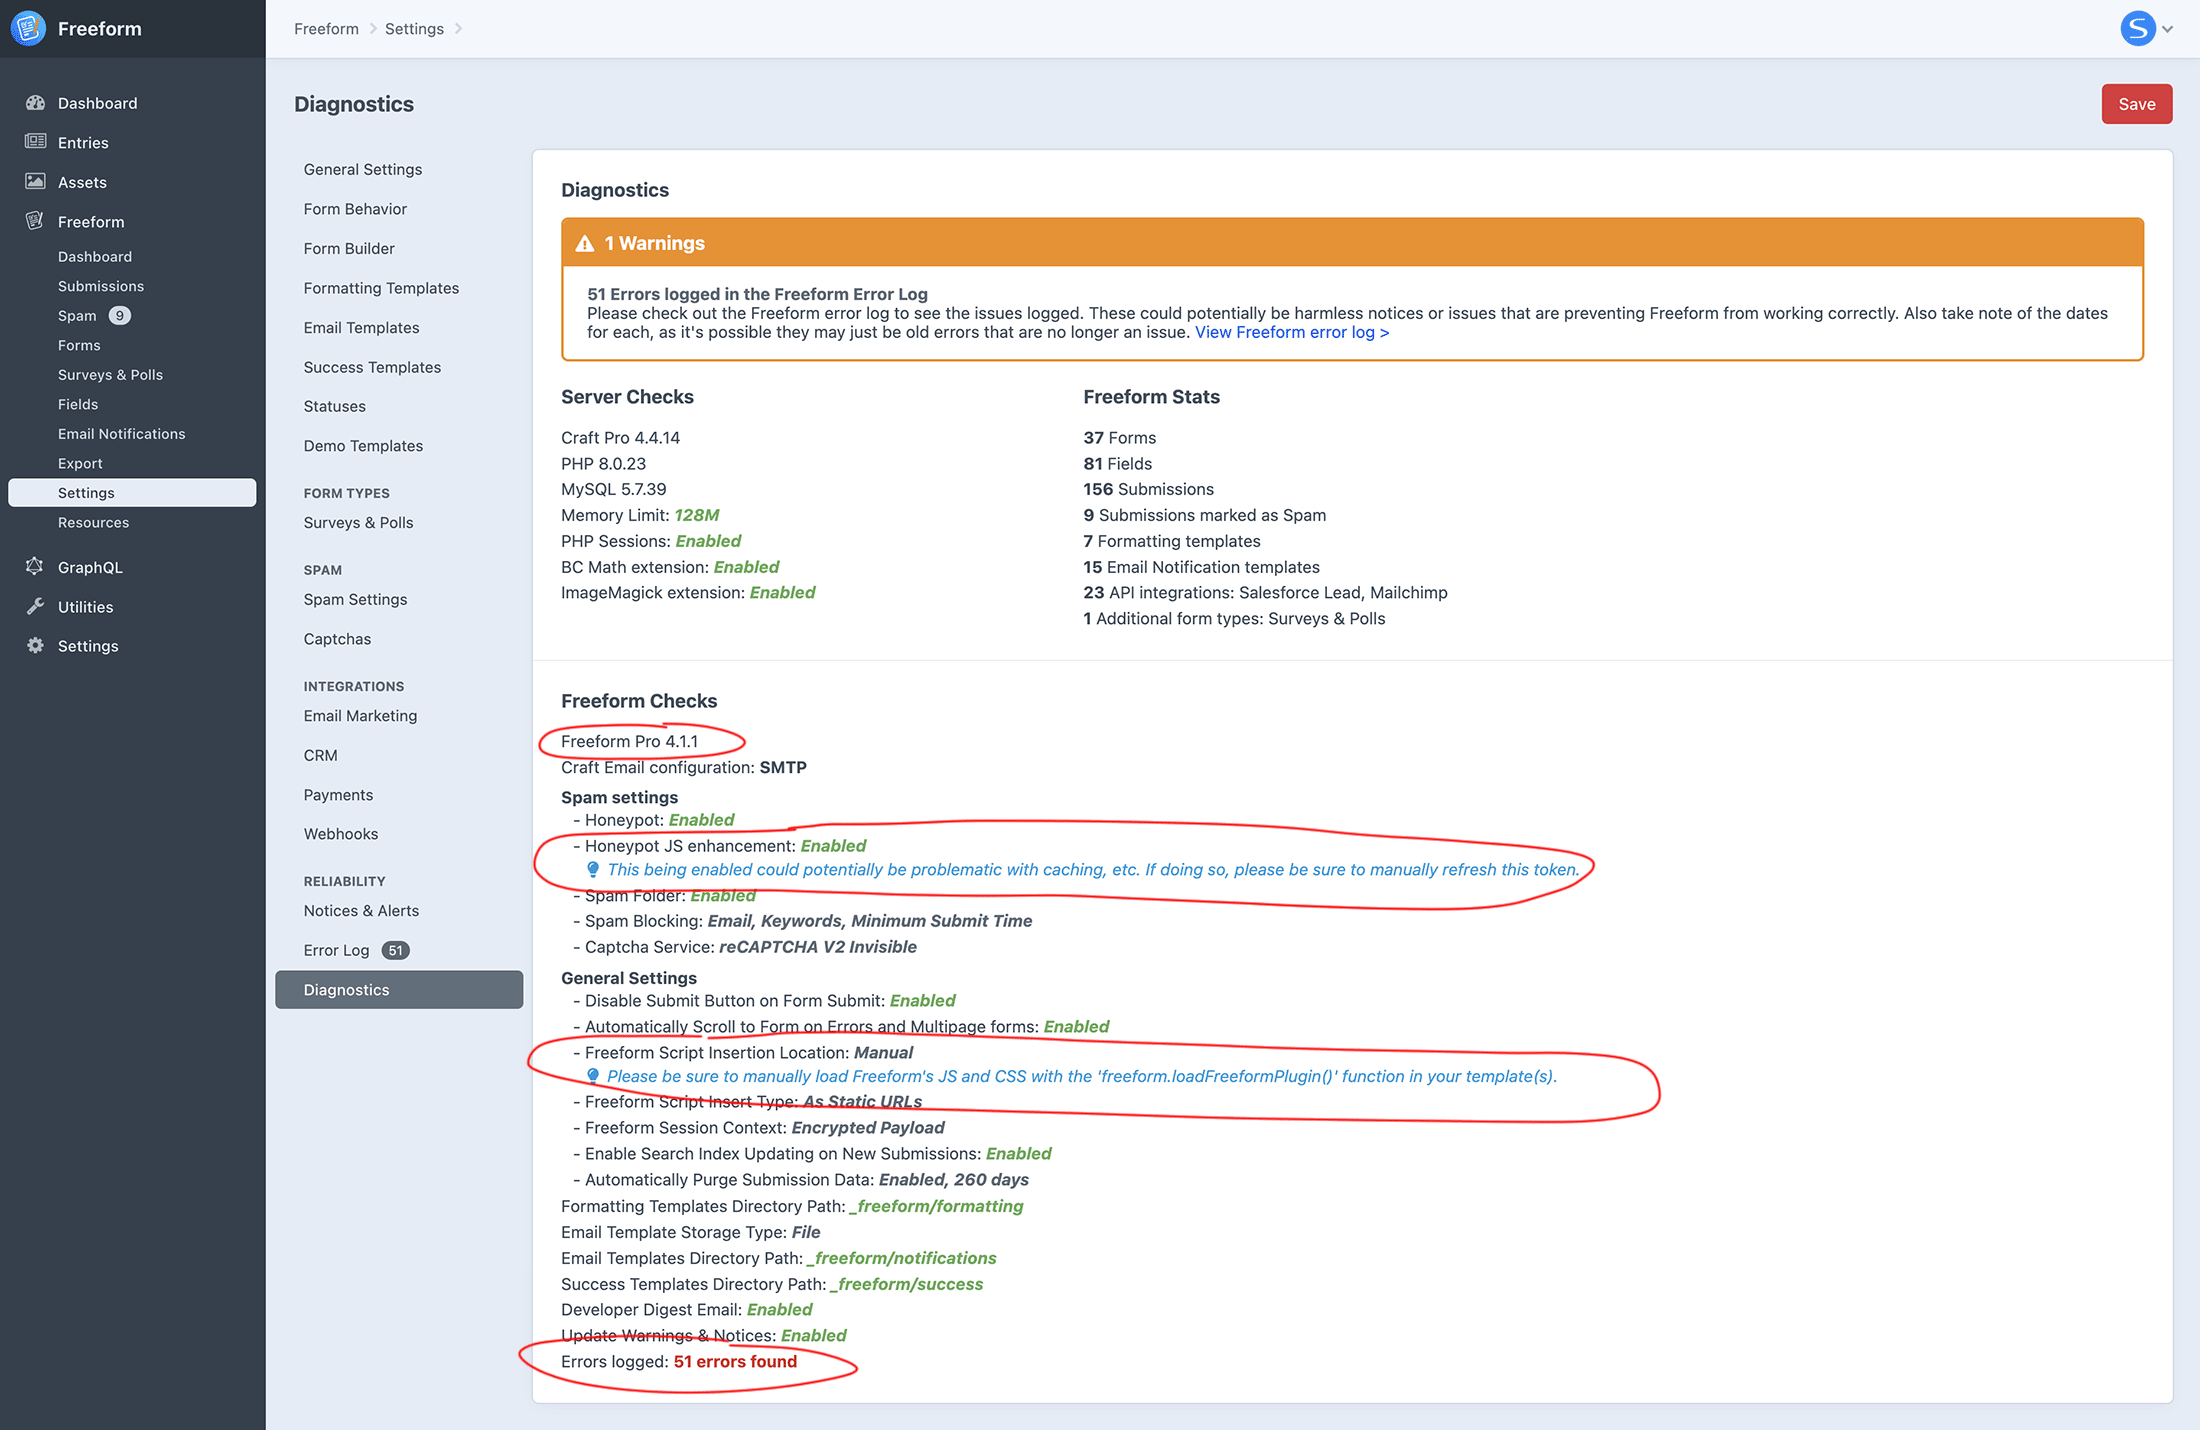 Freeform
Freeform
Settings
S
Dashboard
Entries
Assets
Freeform
Dashboard
Submissions
Spam 9
Forms
Surveys & Polls
Fields
Email Notifications
Export
Settings
Resources
GraphQL
Utilities
Settings
Diagnostics
Save
General Settings
Form Behavior
Form Builder
Formatting Templates
Email Templates
Success Templates
Statuses
Demo Templates
FORM TYPES
Surveys & Polls
SPAM
Spam Settings
Captchas
INTEGRATIONS
Email Marketing
CRM
Payments
Webhooks
RELIABILITY
Notices & Alerts
Error Log 51
Diagnostics
Diagnostics
1 Warnings
51 Errors logged in the Freeform Error Log
Please check out the Freeform error log to see the issues logged. These could potentially be harmless notices or issues that are preventing Freeform from working correctly. Also take note of the dates
for each, as it's possible they may just be old errors that are no longer an issue. View Freeform error log >
Server Checks
Craft Pro 4.4.14
PHP 8.0.23
MySQL 5.7.39
Memory Limit: 128M
PHP Sessions: Enabled
BC Math extension: Enabled
ImageMagick extension: Enabled
Freeform Stats
37 Forms
81 Fields
156 Submissions
9 Submissions marked as Spam
7 Formatting templates
15 Email Notification templates
23 API integrations: Salesforce Lead, Mailchimp
1 Additional form types: Surveys & Polls
Freeform Checks
Freeform Pro 4.1.1
Craft Email configuration: SMTP
Spam settings
- Honeypot: Enabled
- Honeypot JS enhancement: Enabled
This being enabled could potentially be problematic with caching, etc. If doing so, please be sure to manually refresh this token.
- Spam Folder: Enabled
- Spam Blocking: Email, Keywords, Minimum Submit Time
- Captcha Service: reCAPTCHA V2 Invisible
General Settings
- Disable Submit Button on Form Submit: Enabled
- Automatically Scroll to Form on Errors and Multipage forms: Enabled
- Freeform Script Insertion Location: Manual
Please be sure to manually load Freeform's JS and CSS with the 'freeform.loadFreeformPlugin()' function in your template(s).
- Freeform Script Insert Type: As Static URLs
- Freeform Session Context: Encrypted Payload
- Enable Search Index Updating on New Submissions: Enabled
- Automatically Purge Submission Data: Enabled, 260 days
Formatting Templates Directory Path: _freeform/formatting
Email Template Storage Type: File
Email Templates Directory Path: _freeform/notifications
Success Templates Directory Path: _freeform/success
Developer Digest Email: Enabled
Update Warnings & Notices: Enabled
Errors logged: 51 errors found